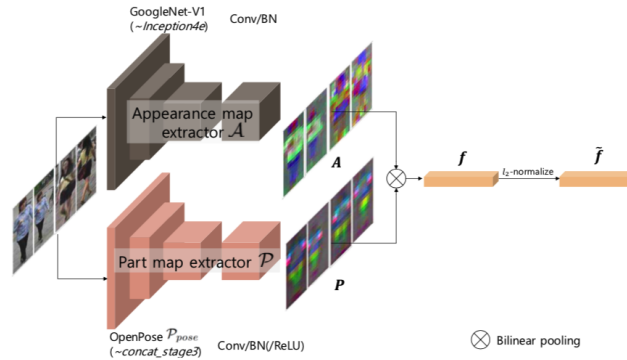 GoogleNet-V1
(~Inception4e)
Conv/BN
Appearance map
extractor 𝒜
A
f
l₂-normalize
f̃
Part map extractor 𝒫
P
OpenPose 𝒫pose
(~concat_stage3)
Conv/BN(/ReLU)
Bilinear pooling